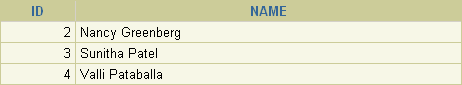 ID NAME
2 Nancy Greenberg
3 Sunitha Patel
4 Valli Pataballa